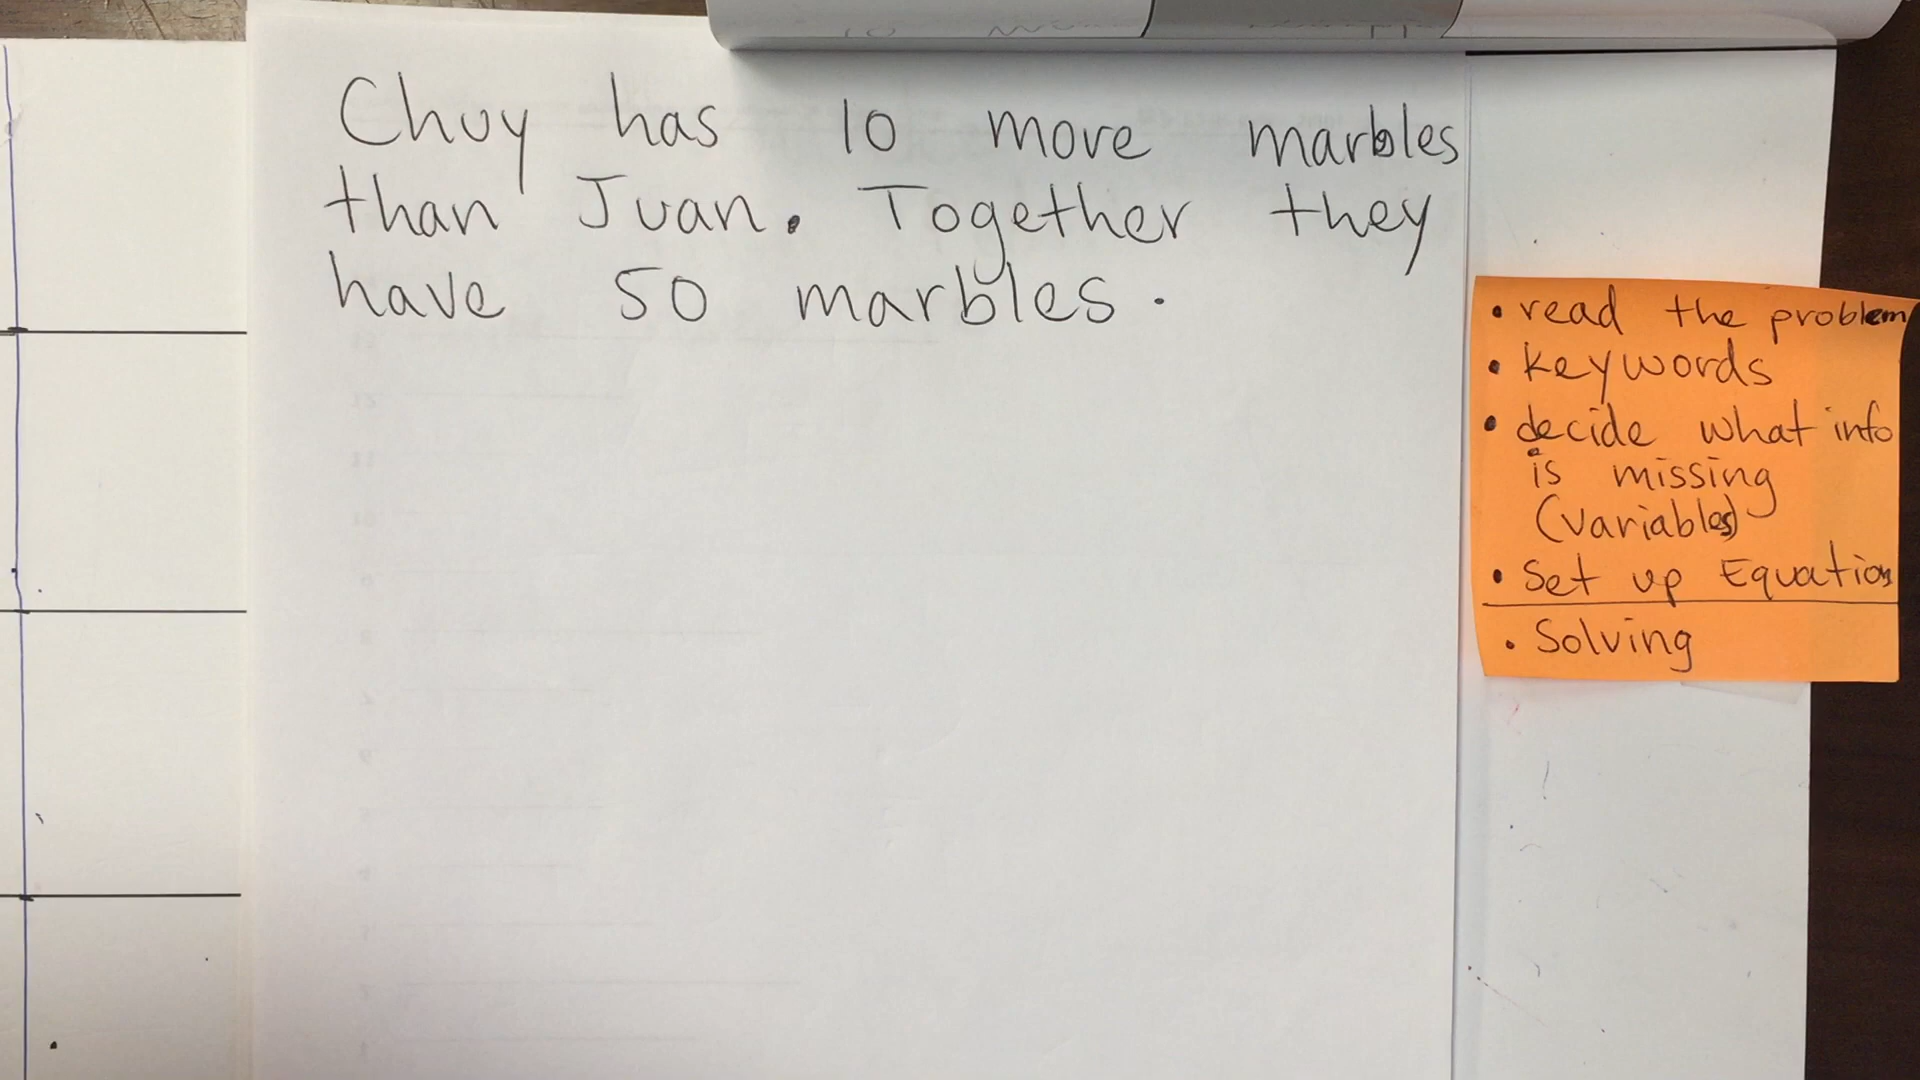 Chuy has 10 more marbles
than Juan. Together they
have 50 marbles.
• read the problem
• keywords
• decide what info
is missing
(variables)
• Set up Equation
• Solving